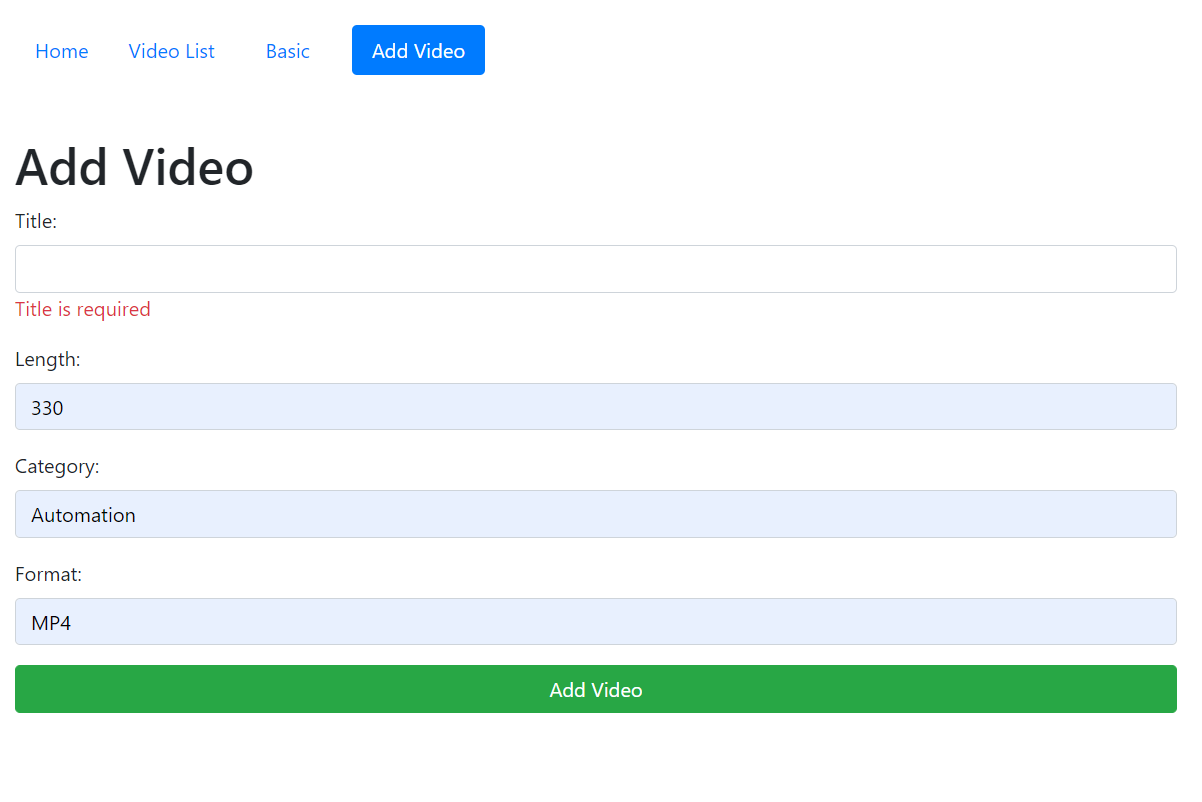 Home Video List Basic Add Video
Add Video
Title:
Title is required
Length:
330
Category:
Automation
Format:
MP4
Add Video